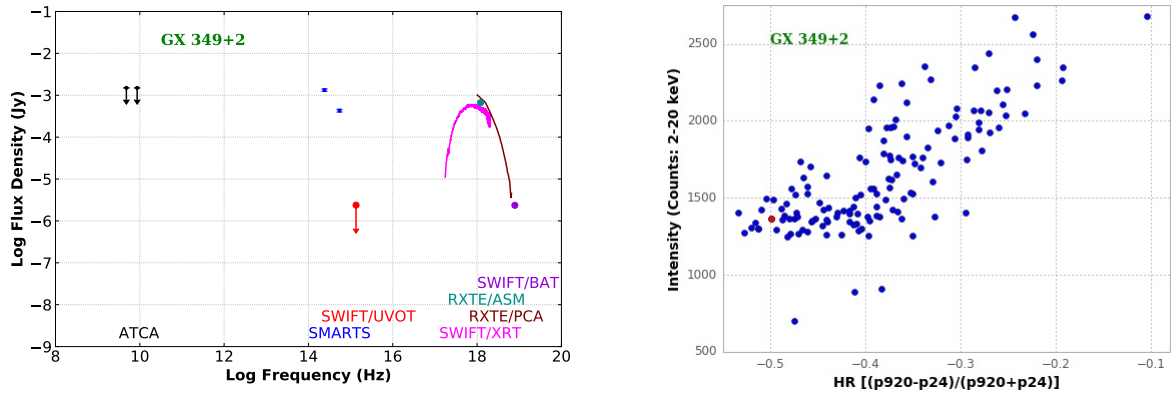 GX 349+2
Log Flux Density (Jy)
−1
−2
−3
−4
−5
−6
−7
−8
−9
SWIFT/BAT
RXTE/ASM
SWIFT/UVOT
RXTE/PCA
ATCA
SMARTS
SWIFT/XRT
8 10 12 14 16 18 20
Log Frequency (Hz)
GX 349+2
Intensity (Counts: 2-20 keV)
2500
2000
1500
1000
500
−0.5 −0.4 −0.3 −0.2 −0.1
HR [(p920-p24)/(p920+p24)]